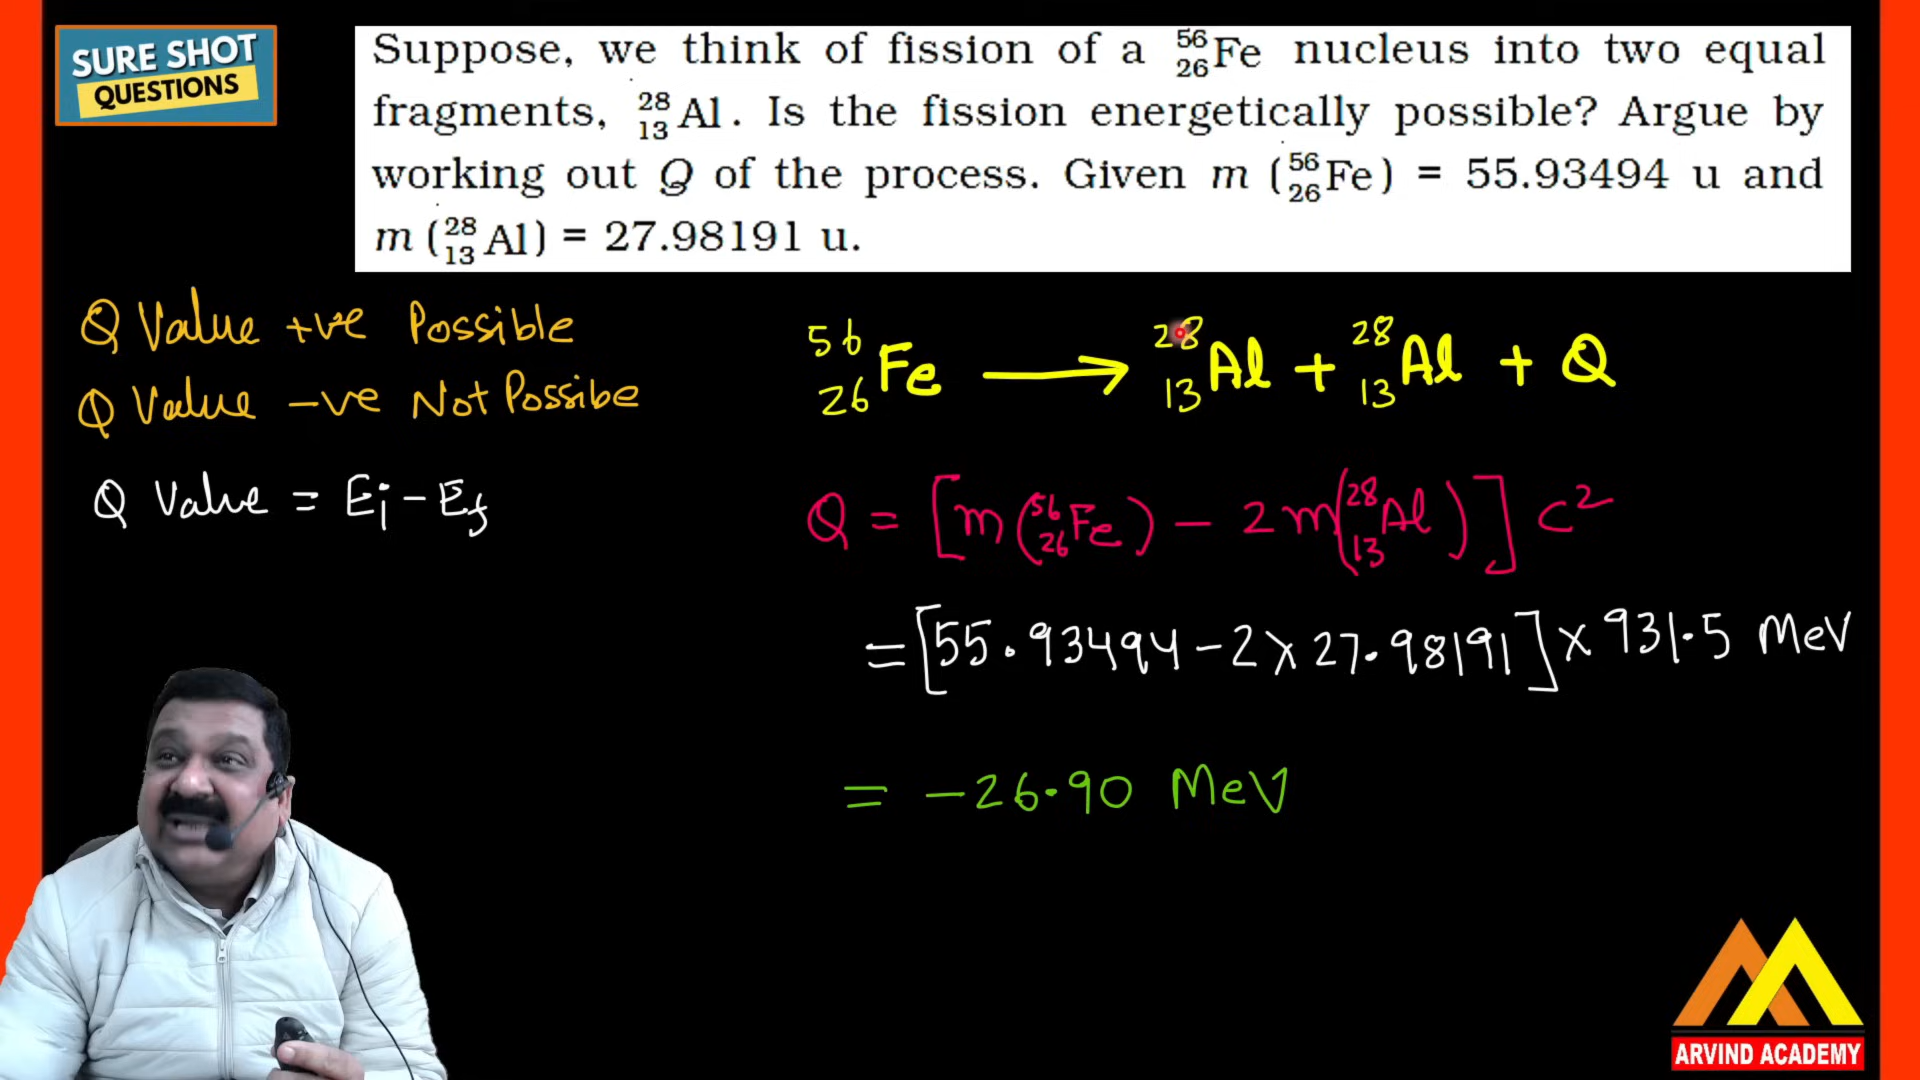 SURE SHOT
QUESTIONS
Suppose, we think of fission of a ⁵⁶₂₆Fe nucleus into two equal
fragments, ²⁸₁₃Al. Is the fission energetically possible? Argue by
working out Q of the process. Given m (⁵⁶₂₆Fe) = 55.93494 u and
m (²⁸₁₃Al) = 27.98191 u.
Q Value +ve Possible
Q Value -ve Not Possibe
Q Value = Ei - Ef
⁵⁶₂₆Fe → ²⁸₁₃Al + ²⁸₁₃Al + Q
Q = [m(⁵⁶₂₆Fe) - 2m(²⁸₁₃Al)] c²
= [55.93494 - 2 × 27.98191] × 931.5 MeV
= -26.90 MeV
ARVIND ACADEMY